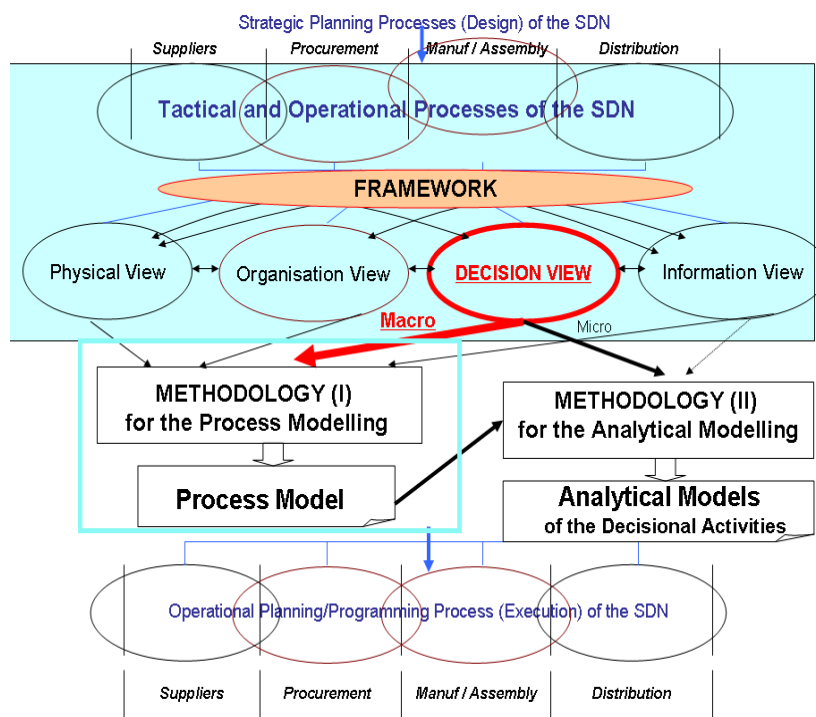 Strategic Planning Processes (Design) of the SDN
Suppliers
Procurement
Manuf / Assembly
Distribution
Tactical and Operational Processes of the SDN
FRAMEWORK
Physical View
Organisation View
DECISION VIEW
Information View
Macro
Micro
METHODOLOGY (I)
for the Process Modelling
METHODOLOGY (II)
for the Analytical Modelling
Process Model
Analytical Models
of the Decisional Activities
Operational Planning/Programming Process (Execution) of the SDN
Suppliers
Procurement
Manuf / Assembly
Distribution